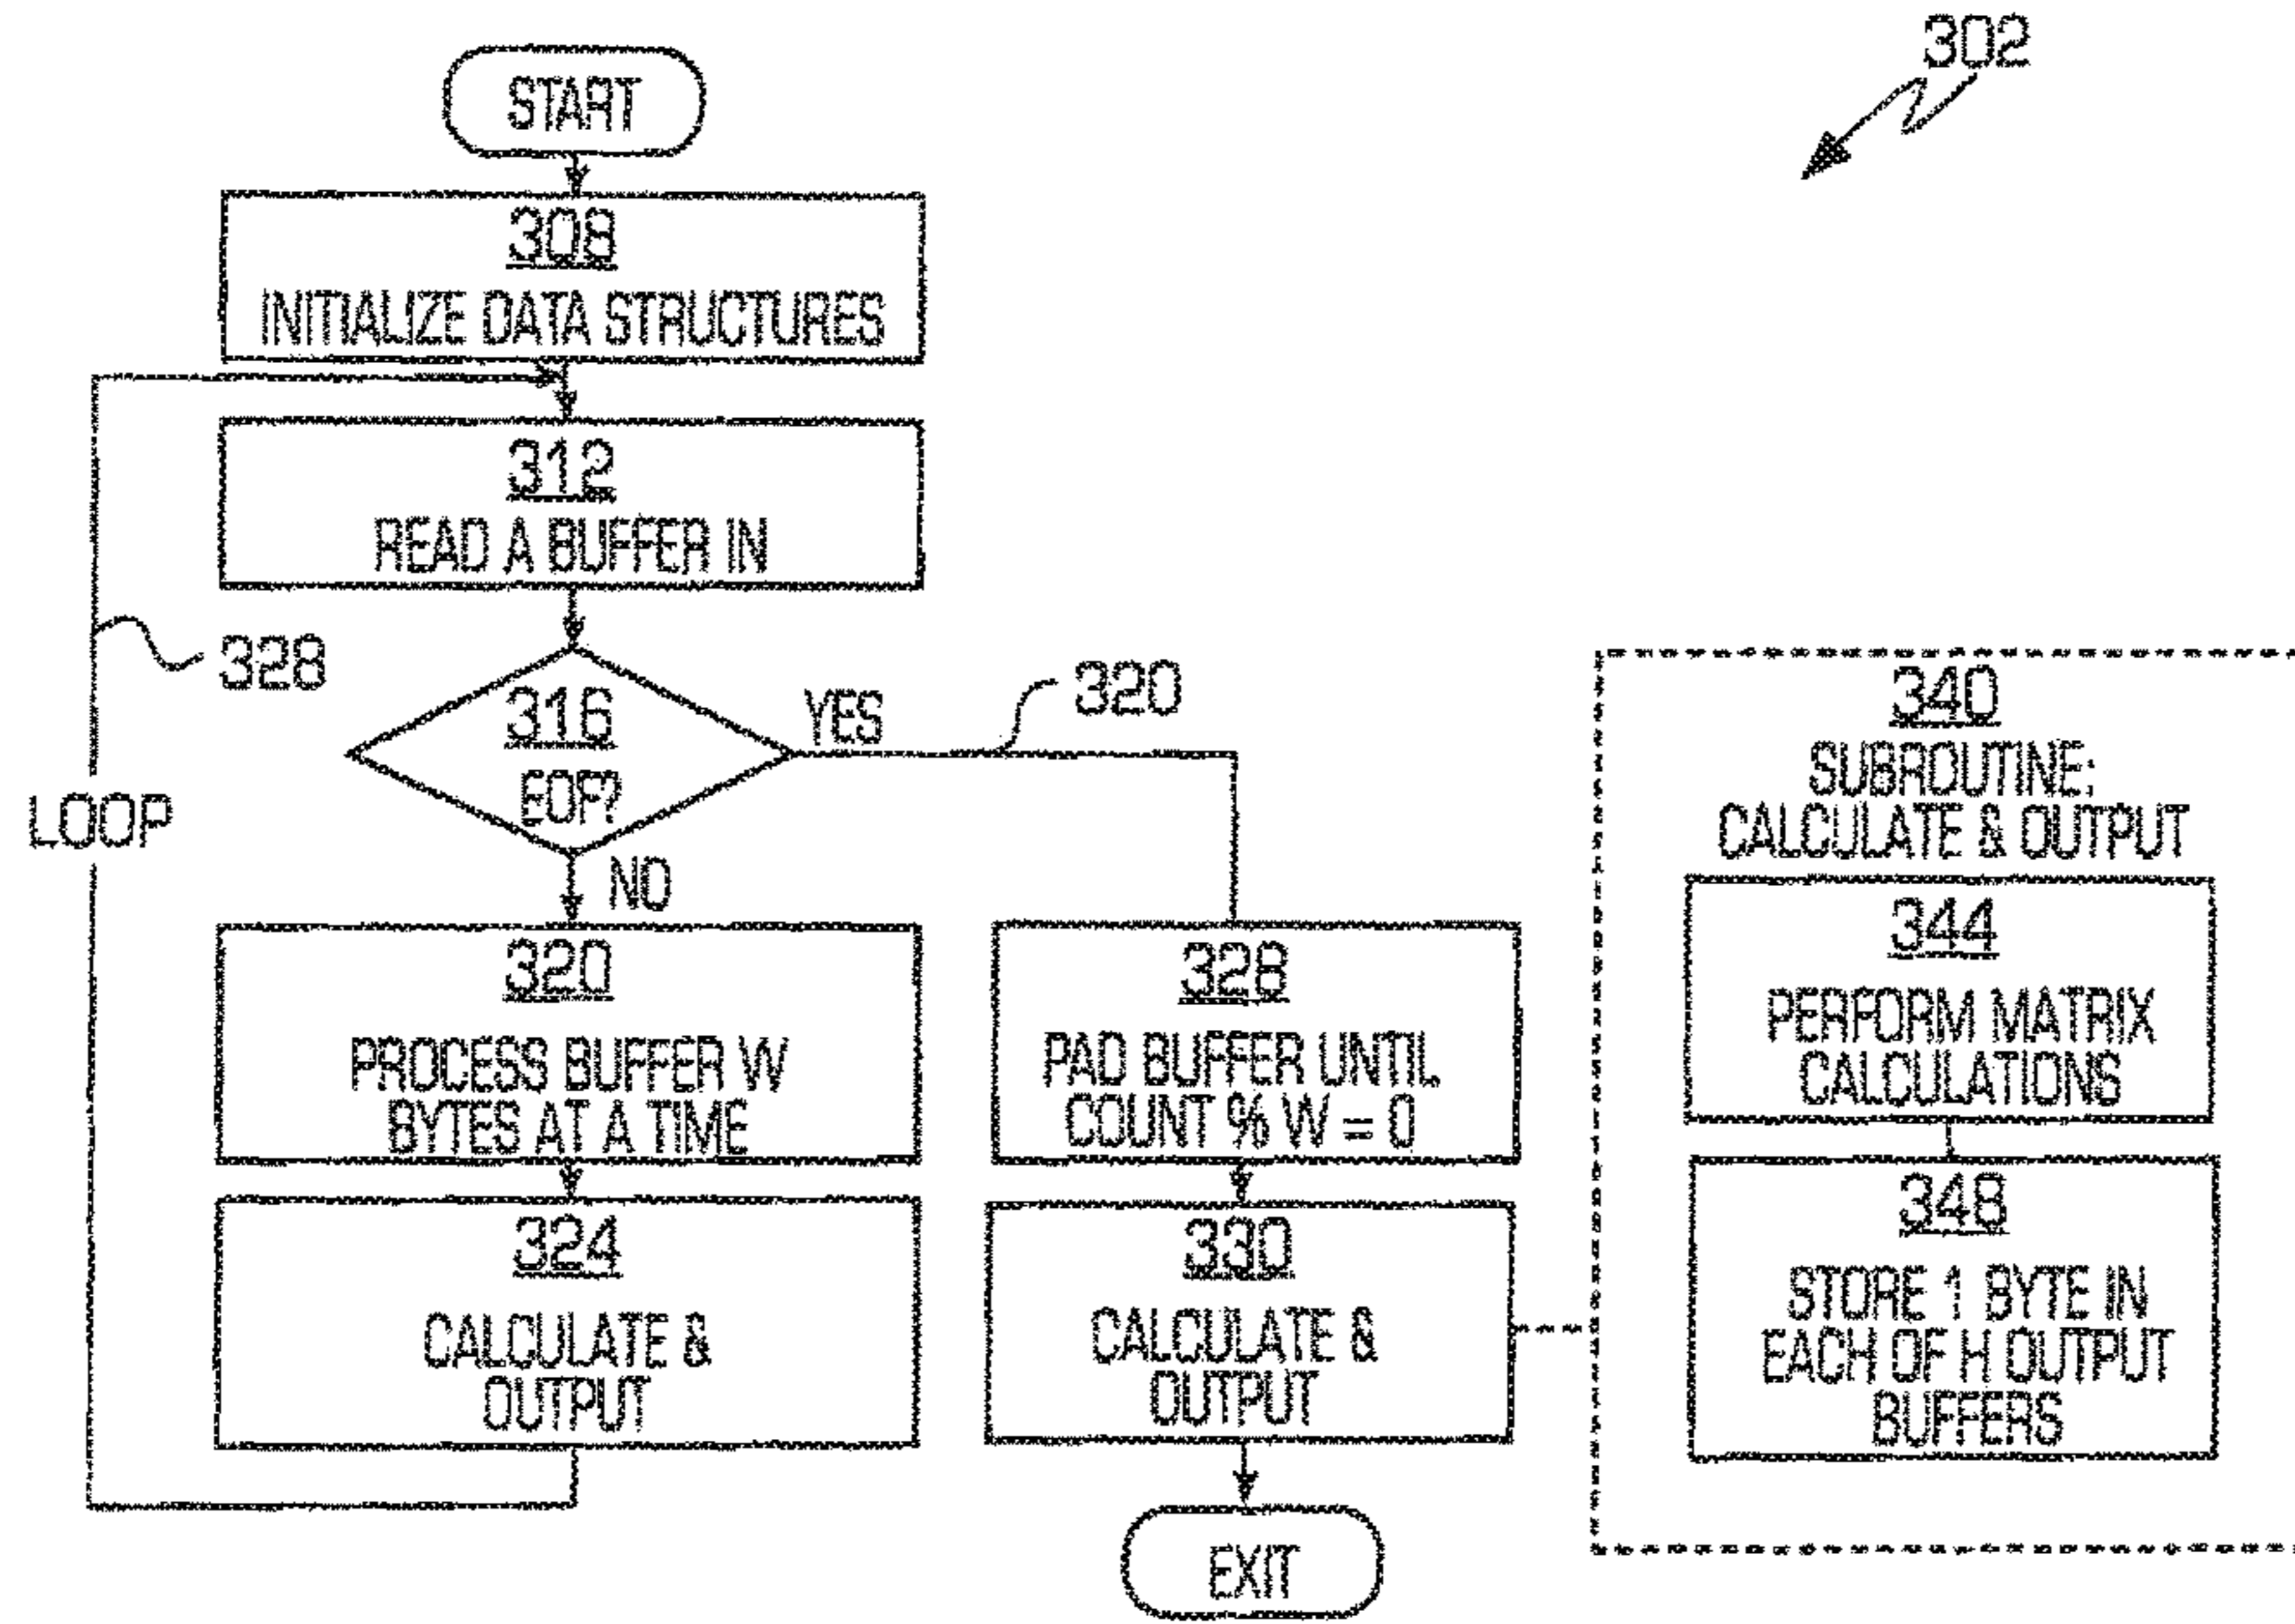 302
START
308
INITIALIZE DATA STRUCTURES
312
READ A BUFFER IN
328
316
EOF?
YES
320
LOOP
NO
320
PROCESS BUFFER W
BYTES AT A TIME
324
CALCULATE &
OUTPUT
328
PAD BUFFER UNTIL
COUNT % W = 0
330
CALCULATE &
OUTPUT
EXIT
340
SUBROUTINE:
CALCULATE & OUTPUT
344
PERFORM MATRIX
CALCULATIONS
348
STORE 1 BYTE IN
EACH OF H OUTPUT
BUFFERS